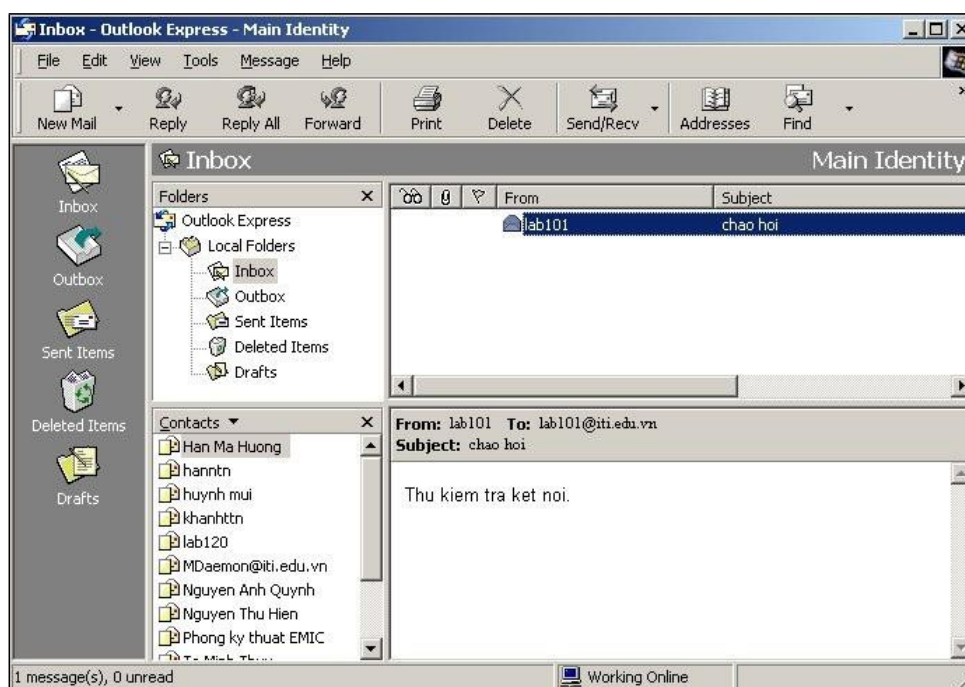 Inbox - Outlook Express - Main Identity
File Edit View Tools Message Help
New Mail Reply Reply All Forward Print Delete Send/Recv Addresses Find
Inbox Main Identity
Inbox
Outbox
Sent Items
Deleted Items
Drafts
Folders
Outlook Express
Local Folders
Inbox
Outbox
Sent Items
Deleted Items
Drafts
From Subject
lab101 chao hoi
Contacts
Han Ma Huong
hanntn
huynh mui
khanhttn
lab120
MDaemon@iti.edu.vn
Nguyen Anh Quynh
Nguyen Thu Hien
Phong ky thuat EMIC
From: lab101 To: lab101@iti.edu.vn
Subject: chao hoi
Thu kiem tra ket noi.
1 message(s), 0 unread Working Online